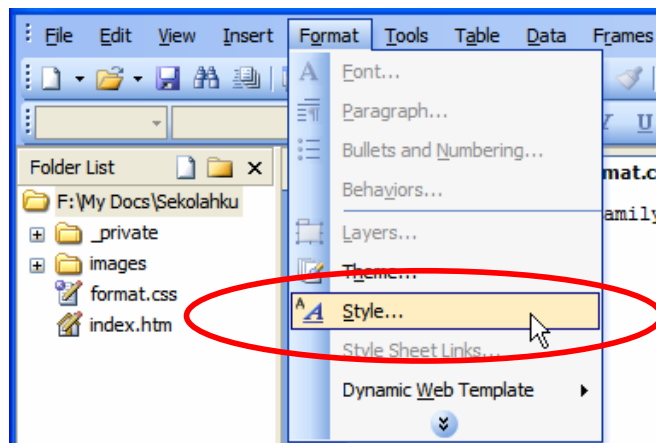 File Edit View Insert Format Tools Table Data Frames
Font...
Paragraph...
Bullets and Numbering...
Behaviors...
Layers...
Theme...
Style...
Style Sheet Links...
Dynamic Web Template
Folder List
F:\My Docs\Sekolahku
_private
images
format.css
index.htm
mat.c
amily
U